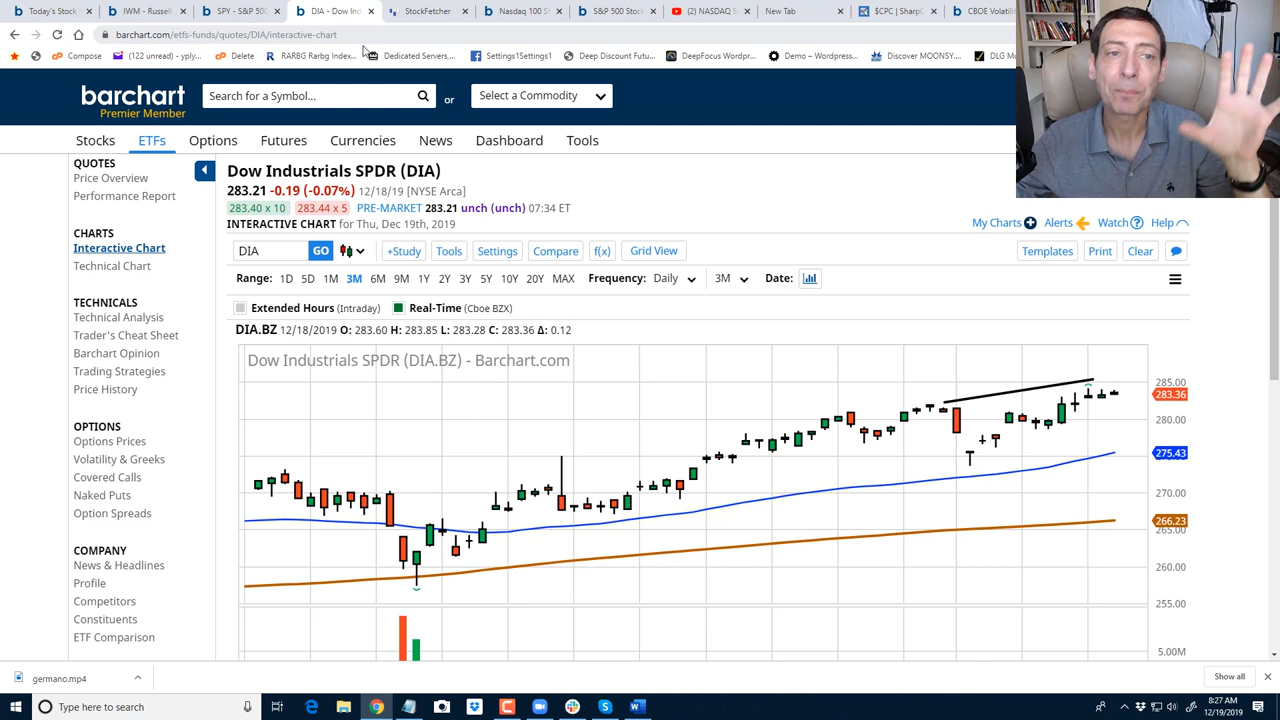 Today's Stock
IWM - Russell
SPY - S&P 500
DIA - Dow Ind
StockFetcher
Nasdaq 100 S
S&P 500 Stoc
(2) NASDAQ S
New Tab
$CPC | SharpC
CBOE Volatili
barchart.com/etfs-funds/quotes/DIA/interactive-chart
Compose
(122 unread) - yply...
Delete
RARBG Rarbg Index...
Dedicated Servers,...
Settings1Settings1
Deep Discount Futu...
DeepFocus Wordpr...
Demo – Wordpress
Discover MOONSY...
DLG M
barchart
Premier Member
Search for a Symbol...
or
Select a Commodity
Stocks
ETFs
Options
Futures
Currencies
News
Dashboard
Tools
QUOTES
Price Overview
Performance Report
CHARTS
Interactive Chart
Technical Chart
TECHNICALS
Technical Analysis
Trader's Cheat Sheet
Barchart Opinion
Trading Strategies
Price History
OPTIONS
Options Prices
Volatility & Greeks
Covered Calls
Naked Puts
Option Spreads
COMPANY
News & Headlines
Profile
Competitors
Constituents
ETF Comparison
Dow Industrials SPDR (DIA)
283.21 -0.19 (-0.07%) 12/18/19 [NYSE Arca]
283.40 x 10 283.44 x 5 PRE-MARKET 283.21 unch (unch) 07:34 ET
INTERACTIVE CHART for Thu, Dec 19th, 2019
My Charts
Alerts
Watch
Help
DIA
GO
+Study
Tools
Settings
Compare
f(x)
Grid View
Templates
Print
Clear
Range: 1D 5D 1M 3M 6M 9M 1Y 2Y 3Y 5Y 10Y 20Y MAX Frequency: Daily 3M Date:
Extended Hours (Intraday) Real-Time (Cboe BZX)
DIA.BZ 12/18/2019 O: 283.60 H: 283.85 L: 283.28 C: 283.36 Δ: 0.12
Dow Industrials SPDR (DIA.BZ) - Barchart.com
285.00
283.36
280.00
275.43
270.00
266.23
265.00
260.00
255.00
5.00M
germano.mp4
Show all
Type here to search
8:27 AM
12/19/2019